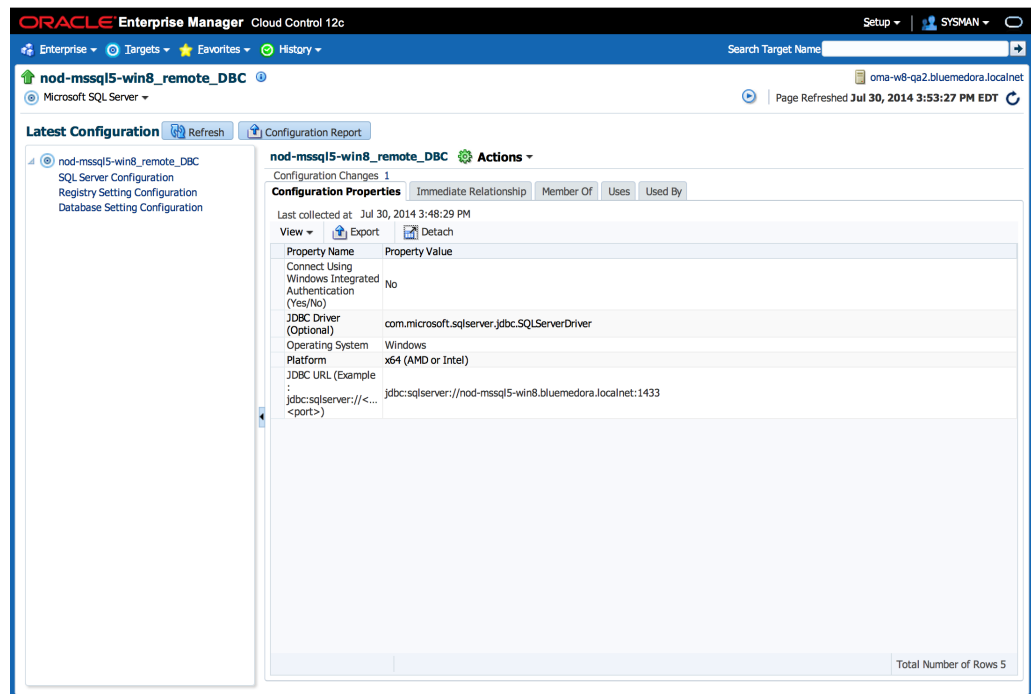 ORACLE Enterprise Manager Cloud Control 12c
Setup
SYSMAN
Enterprise Targets Favorites History
Search Target Name
nod-mssql5-win8_remote_DBC
oma-w8-qa2.bluemedora.localnet
Microsoft SQL Server
Page Refreshed Jul 30, 2014 3:53:27 PM EDT
Latest Configuration Refresh Configuration Report
nod-mssql5-win8_remote_DBC
SQL Server Configuration
Registry Setting Configuration
Database Setting Configuration
nod-mssql5-win8_remote_DBC Actions
Configuration Changes 1
Configuration Properties Immediate Relationship Member Of Uses Used By
Last collected at Jul 30, 2014 3:48:29 PM
View Export Detach
Property Name Property Value
Connect Using
Windows Integrated
Authentication
(Yes/No)
No
JDBC Driver
(Optional)
com.microsoft.sqlserver.jdbc.SQLServerDriver
Operating System Windows
Platform x64 (AMD or Intel)
JDBC URL (Example
:
jdbc:sqlserver://<...
<port>)
jdbc:sqlserver://nod-mssql5-win8.bluemedora.localnet:1433
Total Number of Rows 5